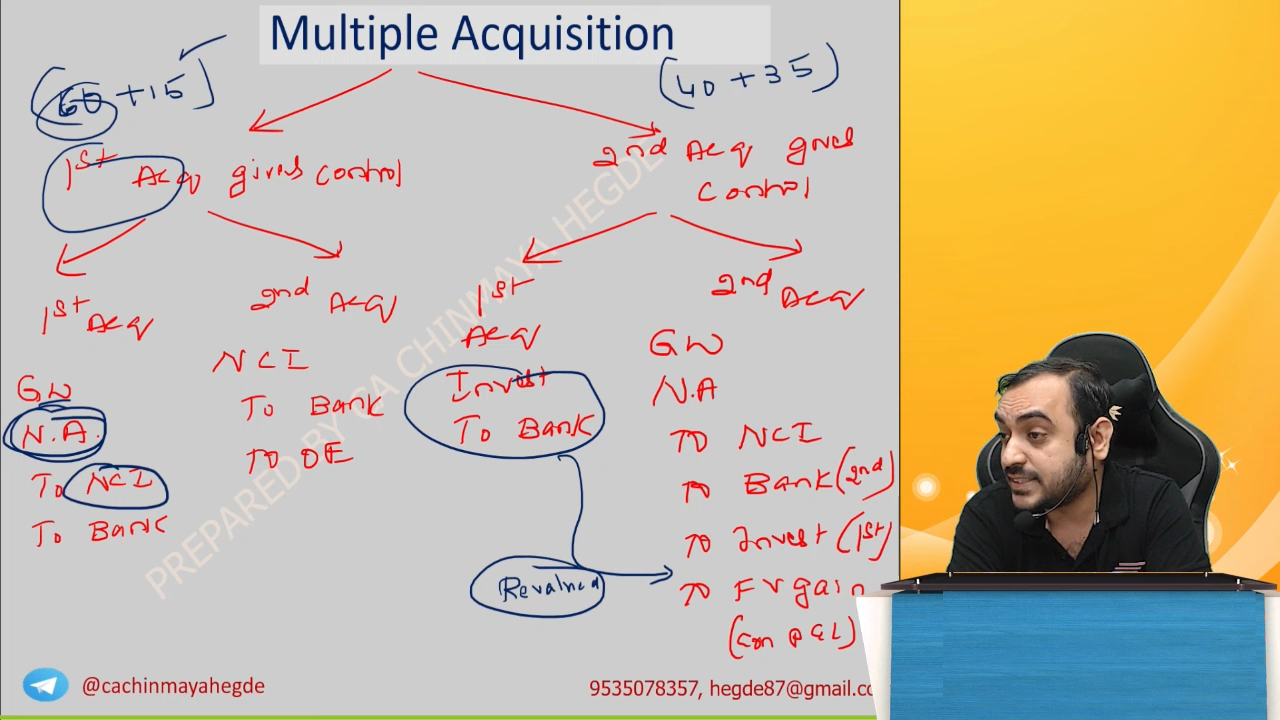 Multiple Acquisition
(60 + 15)
(40 + 35)
1st Acq gives control
2nd Acq gives
control
1st Acq
2nd Acq
1st
Acq
2nd Acq
GW
N.A.
To NCI
To Bank
NCI
To Bank
To OE
Invest
To Bank
Revalued
GW
N.A
To NCI
To Bank (2nd)
To Invest (1st)
To FV gain
(Con P&L)
PREPARED BY CA CHINMAYA HEGDE
@cachinmayahegde
9535078357, hegde87@gmail.co